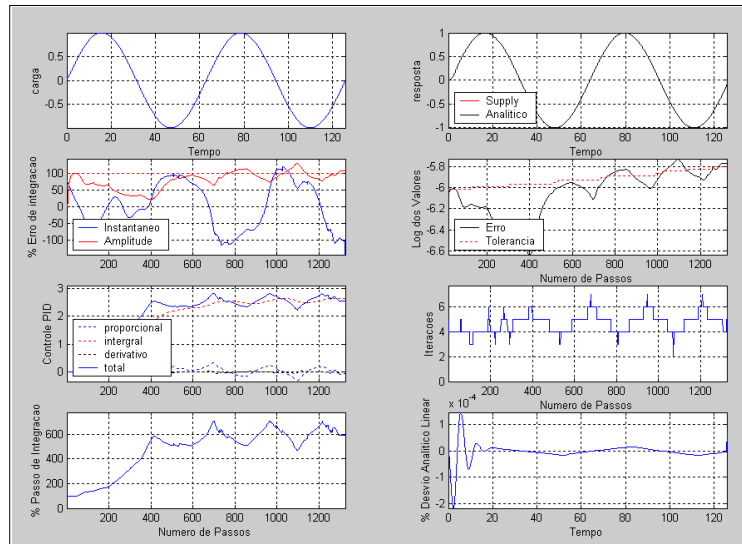 carga
0.5
0
-0.5
0 20 40 60 80 100 120
Tempo
resposta
1
0.5
0
-0.5
-1
0 20 40 60 80 100 120
Tempo
Supply
Analitico
% Erro de integracao
100
50
0
-50
-100
200 400 600 800 1000 1200
Instantaneo
Amplitude
Log dos Valores
-5.8
-6
-6.2
-6.4
-6.6
200 400 600 800 1000 1200
Numero de Passos
Erro
Tolerancia
Controle PID
3
2
1
0
200 400 600 800 1000 1200
proporcional
intergral
derivativo
total
Iteracoes
8
6
4
2
0
200 400 600 800 1000 1200
Numero de Passos
% Passo de Integracao
600
400
200
0
0 200 400 600 800 1000 1200
Numero de Passos
% Desvio Analitico Linear
x 10-4
1
0
-1
-2
0 20 40 60 80 100 120
Tempo